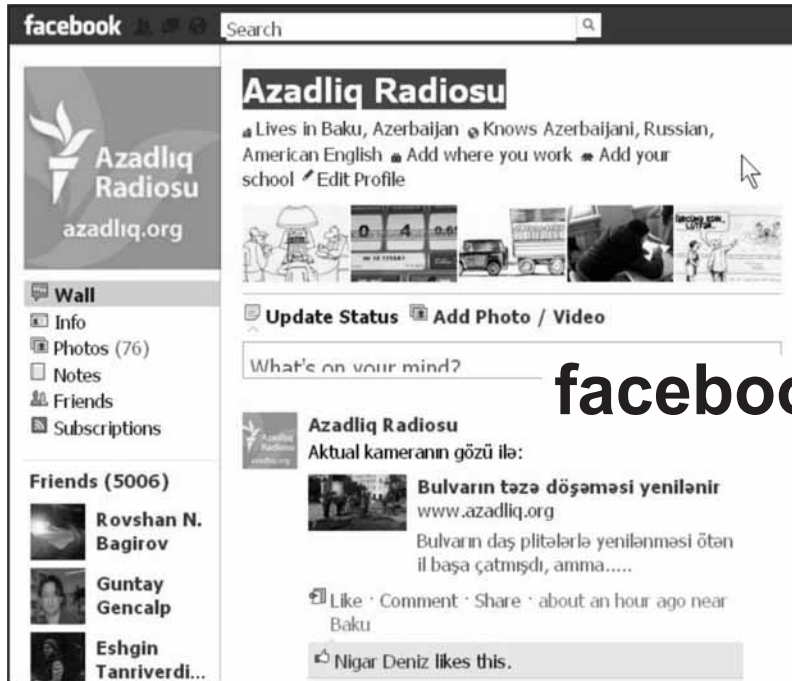 facebook
Search
Azadlıq
Radiosu
azadlıq.org
Wall
Info
Photos (76)
Notes
Friends
Subscriptions
Friends (5006)
Rovshan N.
Bagirov
Guntay
Gencalp
Eshgin
Tanriverdi...
Azadliq Radiosu
Lives in Baku, Azerbaijan Knows Azerbaijani, Russian,
American English Add where you work Add your
school Edit Profile
Update Status Add Photo / Video
What's on your mind?
faceboo
Azadliq Radiosu
Aktual kameranın gözü ilə:
Bulvarın təzə döşəməsi yenilənir
www.azadliq.org
Bulvarın daş plitələrlə yenilənməsi ötən
il başa çatmışdı, amma.....
Like · Comment · Share · about an hour ago near
Baku
Nigar Deniz likes this.